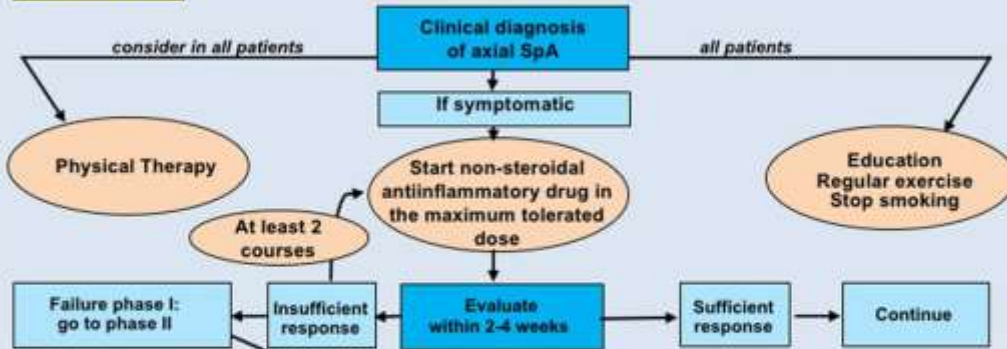 Clinical diagnosis
of axial SpA
consider in all patients
all patients
If symptomatic
Physical Therapy
Start non-steroidal
antiinflammatory drug in
the maximum tolerated
dose
Education
Regular exercise
Stop smoking
At least 2
courses
Failure phase I:
go to phase II
Insufficient
response
Evaluate
within 2-4 weeks
Sufficient
response
Continue